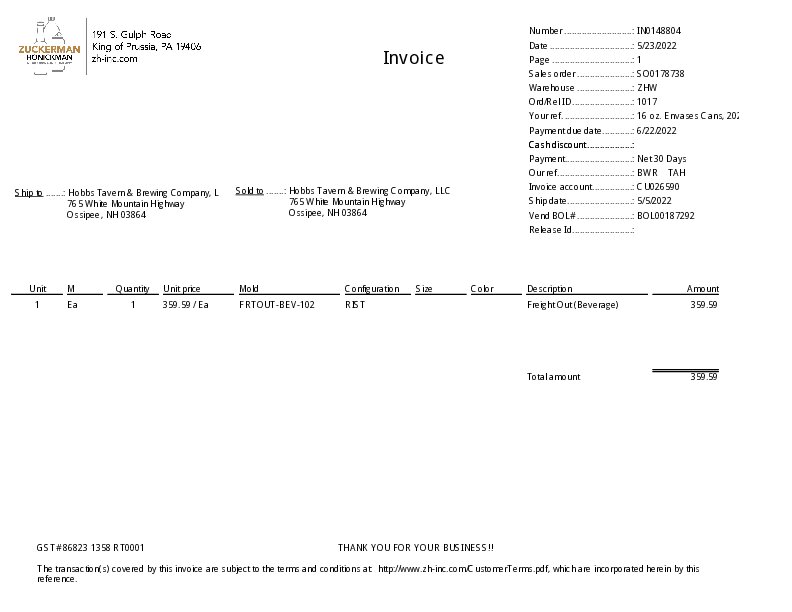 ZUCKERMAN
HONICKMAN
191 S. Gulph Road
King of Prussia, PA 19406
zh-inc.com
Invoice
Number : IN0148804
Date : 5/23/2022
Page : 1
Sales order : SO0178738
Warehouse : ZHW
Ord/Rel ID : 1017
Your ref. : 16 oz. Envases Cans, 202
Payment due date : 6/22/2022
Cash discount :
Payment : Net 30 Days
Our ref. : BWR TAH
Invoice account : CU026590
Ship date : 5/5/2022
Vend BOL# : BOL00187292
Release Id :
Ship to : Hobbs Tavern & Brewing Company, L
765 White Mountain Highway
Ossipee, NH 03864
Sold to : Hobbs Tavern & Brewing Company, LLC
765 White Mountain Highway
Ossipee, NH 03864
Unit M Quantity Unit price Mold Configuration Size Color Description Amount
1 Ea 1 359.59 / Ea FRTOUT-BEV-102 RIST Freight Out (Beverage) 359.59
Total amount 359.59
GST # 86823 1358 RT0001 THANK YOU FOR YOUR BUSINESS !!
The transaction(s) covered by this invoice are subject to the terms and conditions at: http://www.zh-inc.com/CustomerTerms.pdf, which are incorporated herein by this
reference.